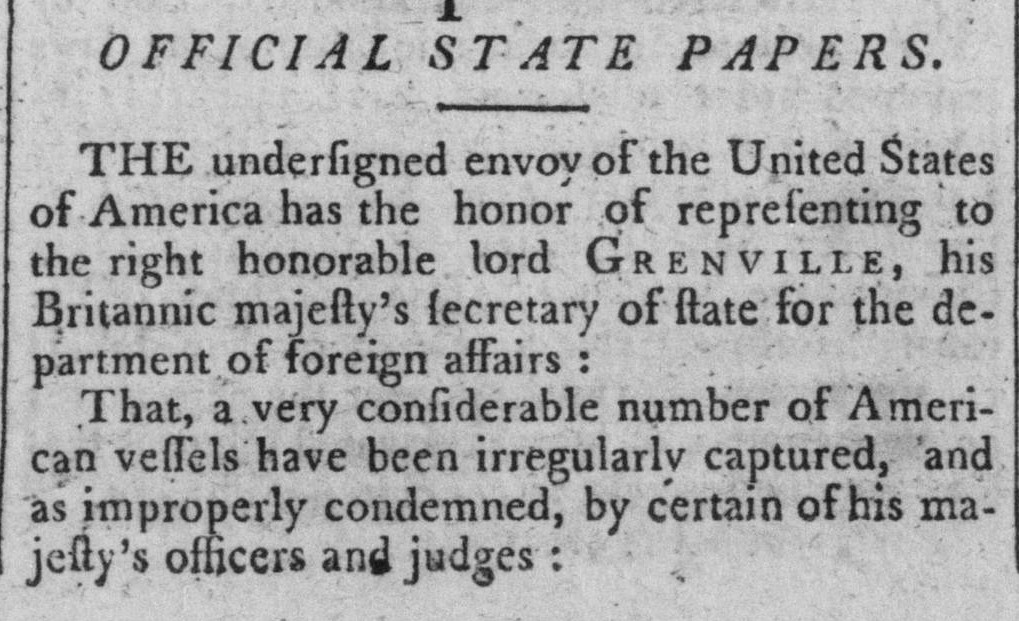 OFFICIAL STATE PAPERS.
THE underſigned envoy of the United States
of America has the honor of repreſenting to
the right honorable lord GRENVILLE, his
Britannic majeſty's ſecretary of ſtate for the de-
partment of foreign affairs :
That, a very conſiderable number of Ameri-
can veſſels have been irregularly captured, and
as improperly condemned, by certain of his ma-
jeſty's officers and judges :